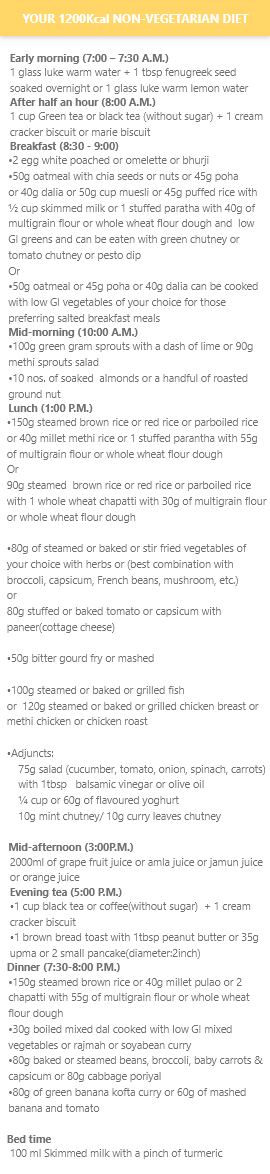 YOUR 1200Kcal NON-VEGETARIAN DIET
Early morning (7:00 – 7:30 A.M.)
1 glass luke warm water + 1 tbsp fenugreek seed
soaked overnight or 1 glass luke warm lemon water
After half an hour (8:00 A.M.)
1 cup Green tea or black tea (without sugar) + 1 cream
cracker biscuit or marie biscuit
Breakfast (8:30 - 9:00)
•2 egg white poached or omelette or bhurji
•50g oatmeal with chia seeds or nuts or 45g poha
or 40g dalia or 50g cup muesli or 45g puffed rice with
½ cup skimmed milk or 1 stuffed paratha with 40g of
multigrain flour or whole wheat flour dough and low
GI greens and can be eaten with green chutney or
tomato chutney or pesto dip
Or
•50g oatmeal or 45g poha or 40g dalia can be cooked
with low GI vegetables of your choice for those
preferring salted breakfast meals
Mid-morning (10:00 A.M.)
•100g green gram sprouts with a dash of lime or 90g
methi sprouts salad
•10 nos. of soaked almonds or a handful of roasted
ground nut
Lunch (1:00 P.M.)
•150g steamed brown rice or red rice or parboiled rice
or 40g millet methi rice or 1 stuffed parantha with 55g
of multigrain flour or whole wheat flour dough
Or
90g steamed brown rice or red rice or parboiled rice
with 1 whole wheat chapatti with 30g of multigrain flour
or whole wheat flour dough
•80g of steamed or baked or stir fried vegetables of
your choice with herbs or (best combination with
broccoli, capsicum, French beans, mushroom, etc.)
or
80g stuffed or baked tomato or capsicum with
paneer(cottage cheese)
•50g bitter gourd fry or mashed
•100g steamed or baked or grilled fish
or 120g steamed or baked or grilled chicken breast or
methi chicken or chicken roast
•Adjuncts:
75g salad (cucumber, tomato, onion, spinach, carrots)
with 1tbsp balsamic vinegar or olive oil
¼ cup or 60g of flavoured yoghurt
10g mint chutney/ 10g curry leaves chutney
Mid-afternoon (3:00P.M.)
2000ml of grape fruit juice or amla juice or jamun juice
or orange juice
Evening tea (5:00 P.M.)
•1 cup black tea or coffee(without sugar) + 1 cream
cracker biscuit
•1 brown bread toast with 1tbsp peanut butter or 35g
upma or 2 small pancake(diameter:2inch)
Dinner (7:30-8:00 P.M.)
•150g steamed brown rice or 40g millet pulao or 2
chapatti with 55g of multigrain flour or whole wheat
flour dough
•30g boiled mixed dal cooked with low GI mixed
vegetables or rajmah or soyabean curry
•80g baked or steamed beans, broccoli, baby carrots &
capsicum or 80g cabbage poriyal
•80g of green banana kofta curry or 60g of mashed
banana and tomato
Bed time
100 ml Skimmed milk with a pinch of turmeric